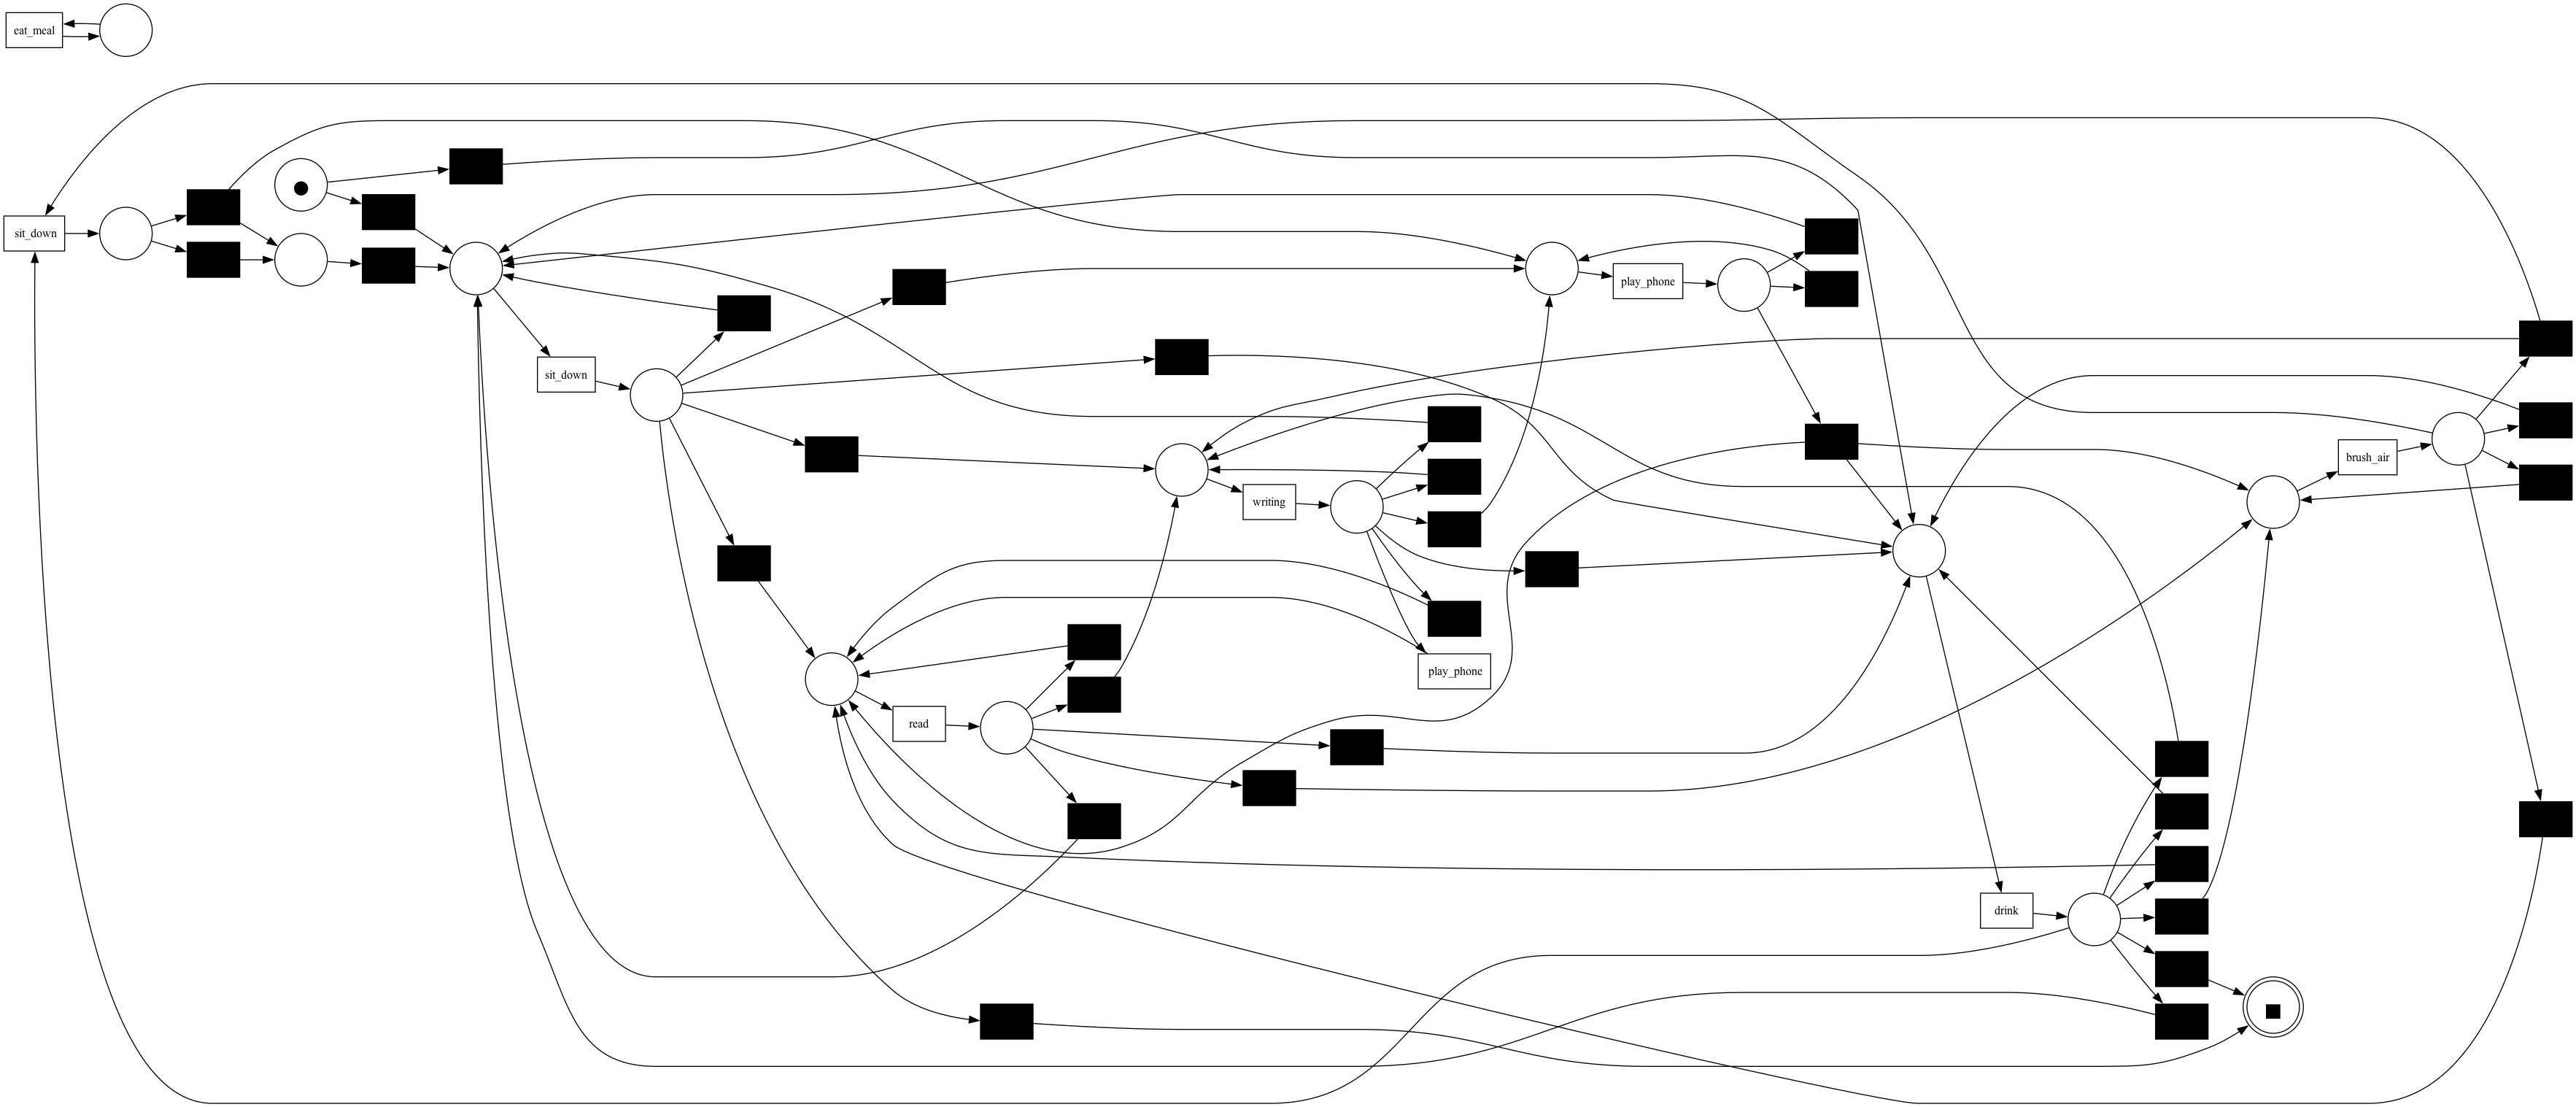 eat_meal
sit_down
sit_down
play_phone
brush_air
writing
play_phone
read
drink